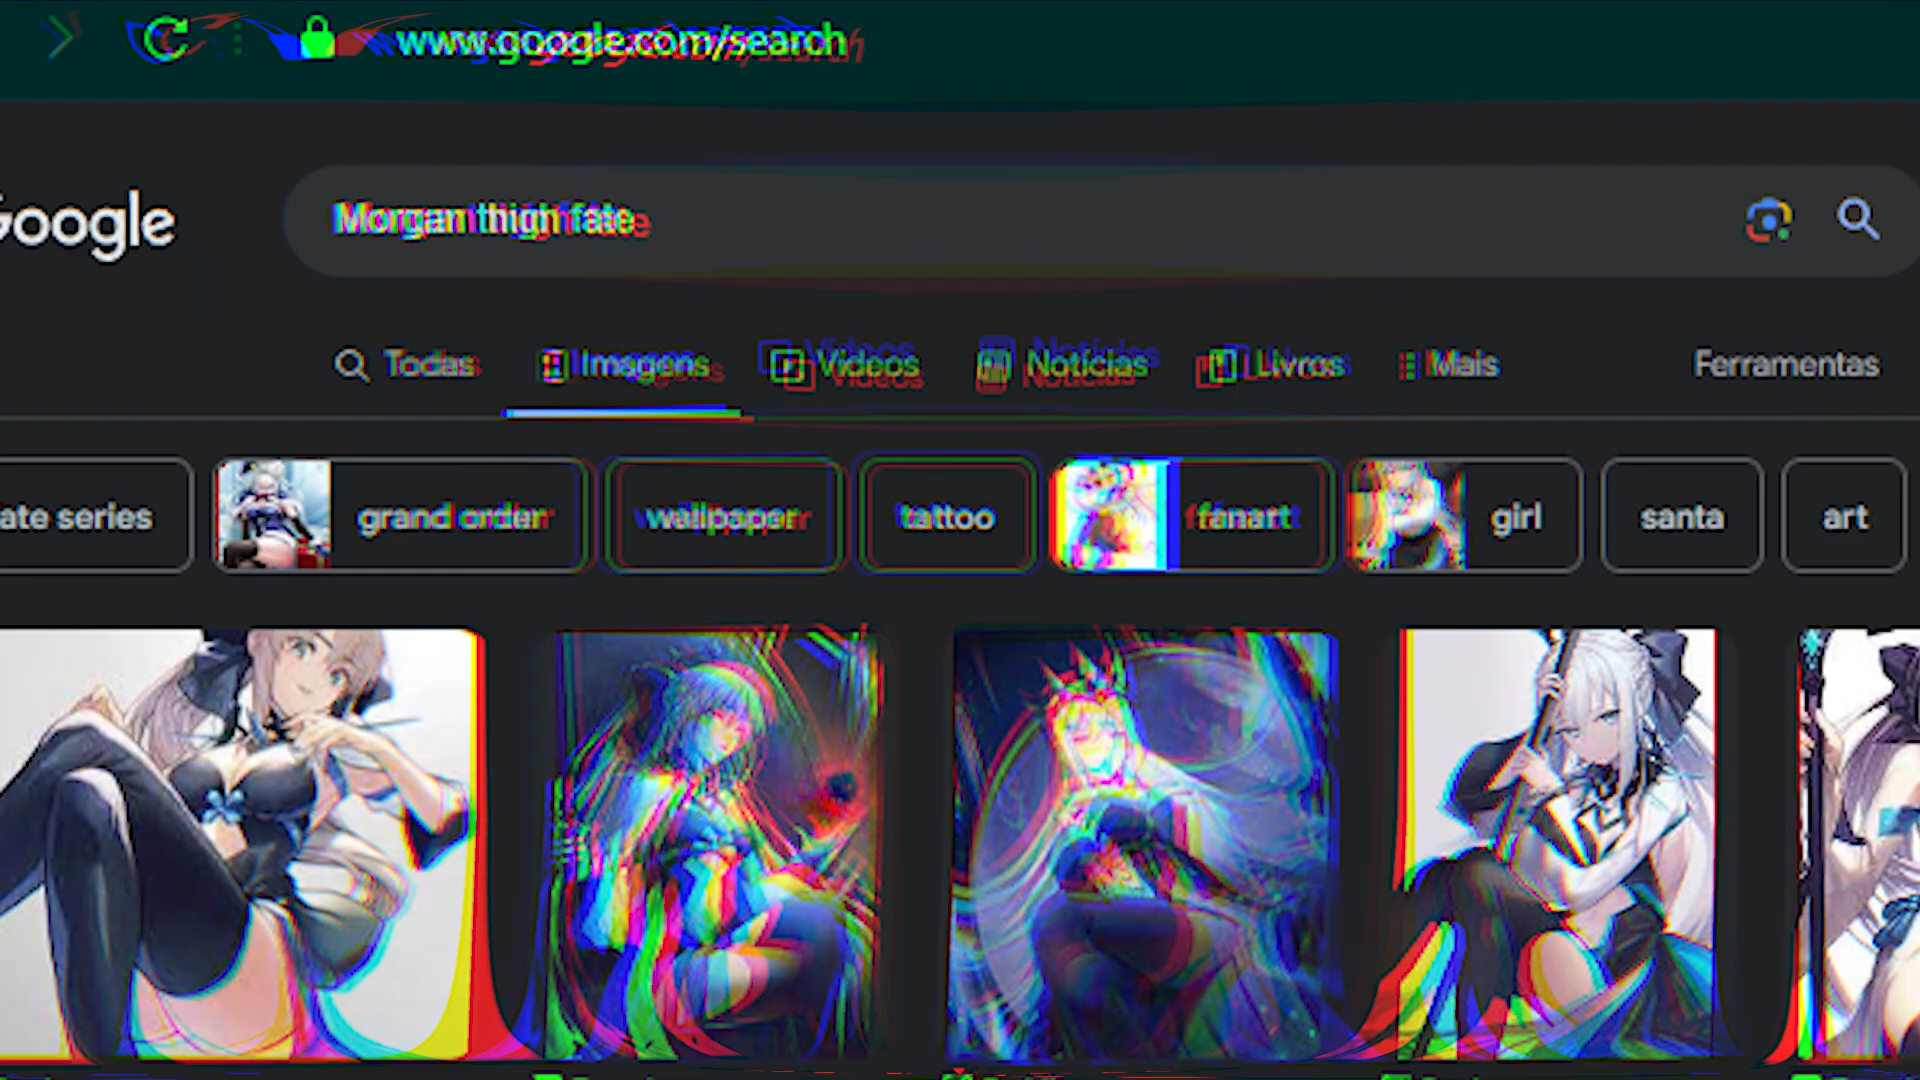 www.google.com/search
Google
Morgan thigh fate
Todas Imagens Vídeos Notícias Livros Mais Ferramentas
ate series grand order wallpaper tattoo fanart girl santa art